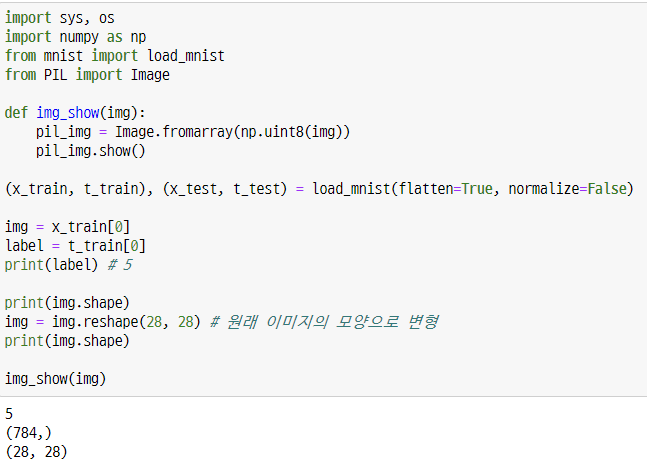 import sys, os
import numpy as np
from mnist import load_mnist
from PIL import Image
def img_show(img):
    pil_img = Image.fromarray(np.uint8(img))
    pil_img.show()
(x_train, t_train), (x_test, t_test) = load_mnist(flatten=True, normalize=False)
img = x_train[0]
label = t_train[0]
print(label) # 5
print(img.shape)
img = img.reshape(28, 28) # 원래 이미지의 모양으로 변형
print(img.shape)
img_show(img)
5
(784,)
(28, 28)